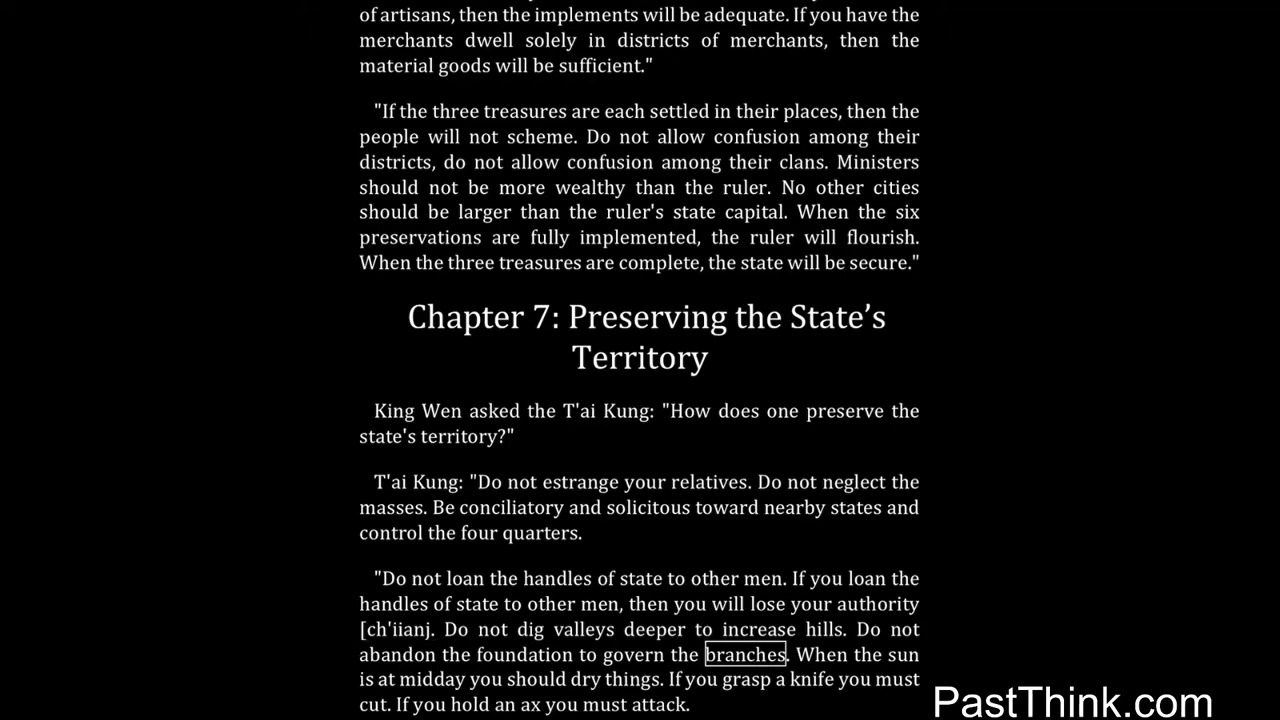 of artisans, then the implements will be adequate. If you have the
merchants dwell solely in districts of merchants, then the
material goods will be sufficient."
"If the three treasures are each settled in their places, then the
people will not scheme. Do not allow confusion among their
districts, do not allow confusion among their clans. Ministers
should not be more wealthy than the ruler. No other cities
should be larger than the ruler's state capital. When the six
preservations are fully implemented, the ruler will flourish.
When the three treasures are complete, the state will be secure."
Chapter 7: Preserving the State’s
Territory
King Wen asked the T'ai Kung: "How does one preserve the
state's territory?"
T'ai Kung: "Do not estrange your relatives. Do not neglect the
masses. Be conciliatory and solicitous toward nearby states and
control the four quarters.
"Do not loan the handles of state to other men. If you loan the
handles of state to other men, then you will lose your authority
[ch'iianj. Do not dig valleys deeper to increase hills. Do not
abandon the foundation to govern the branches. When the sun
is at midday you should dry things. If you grasp a knife you must
cut. If you hold an ax you must attack.
PastThink.com